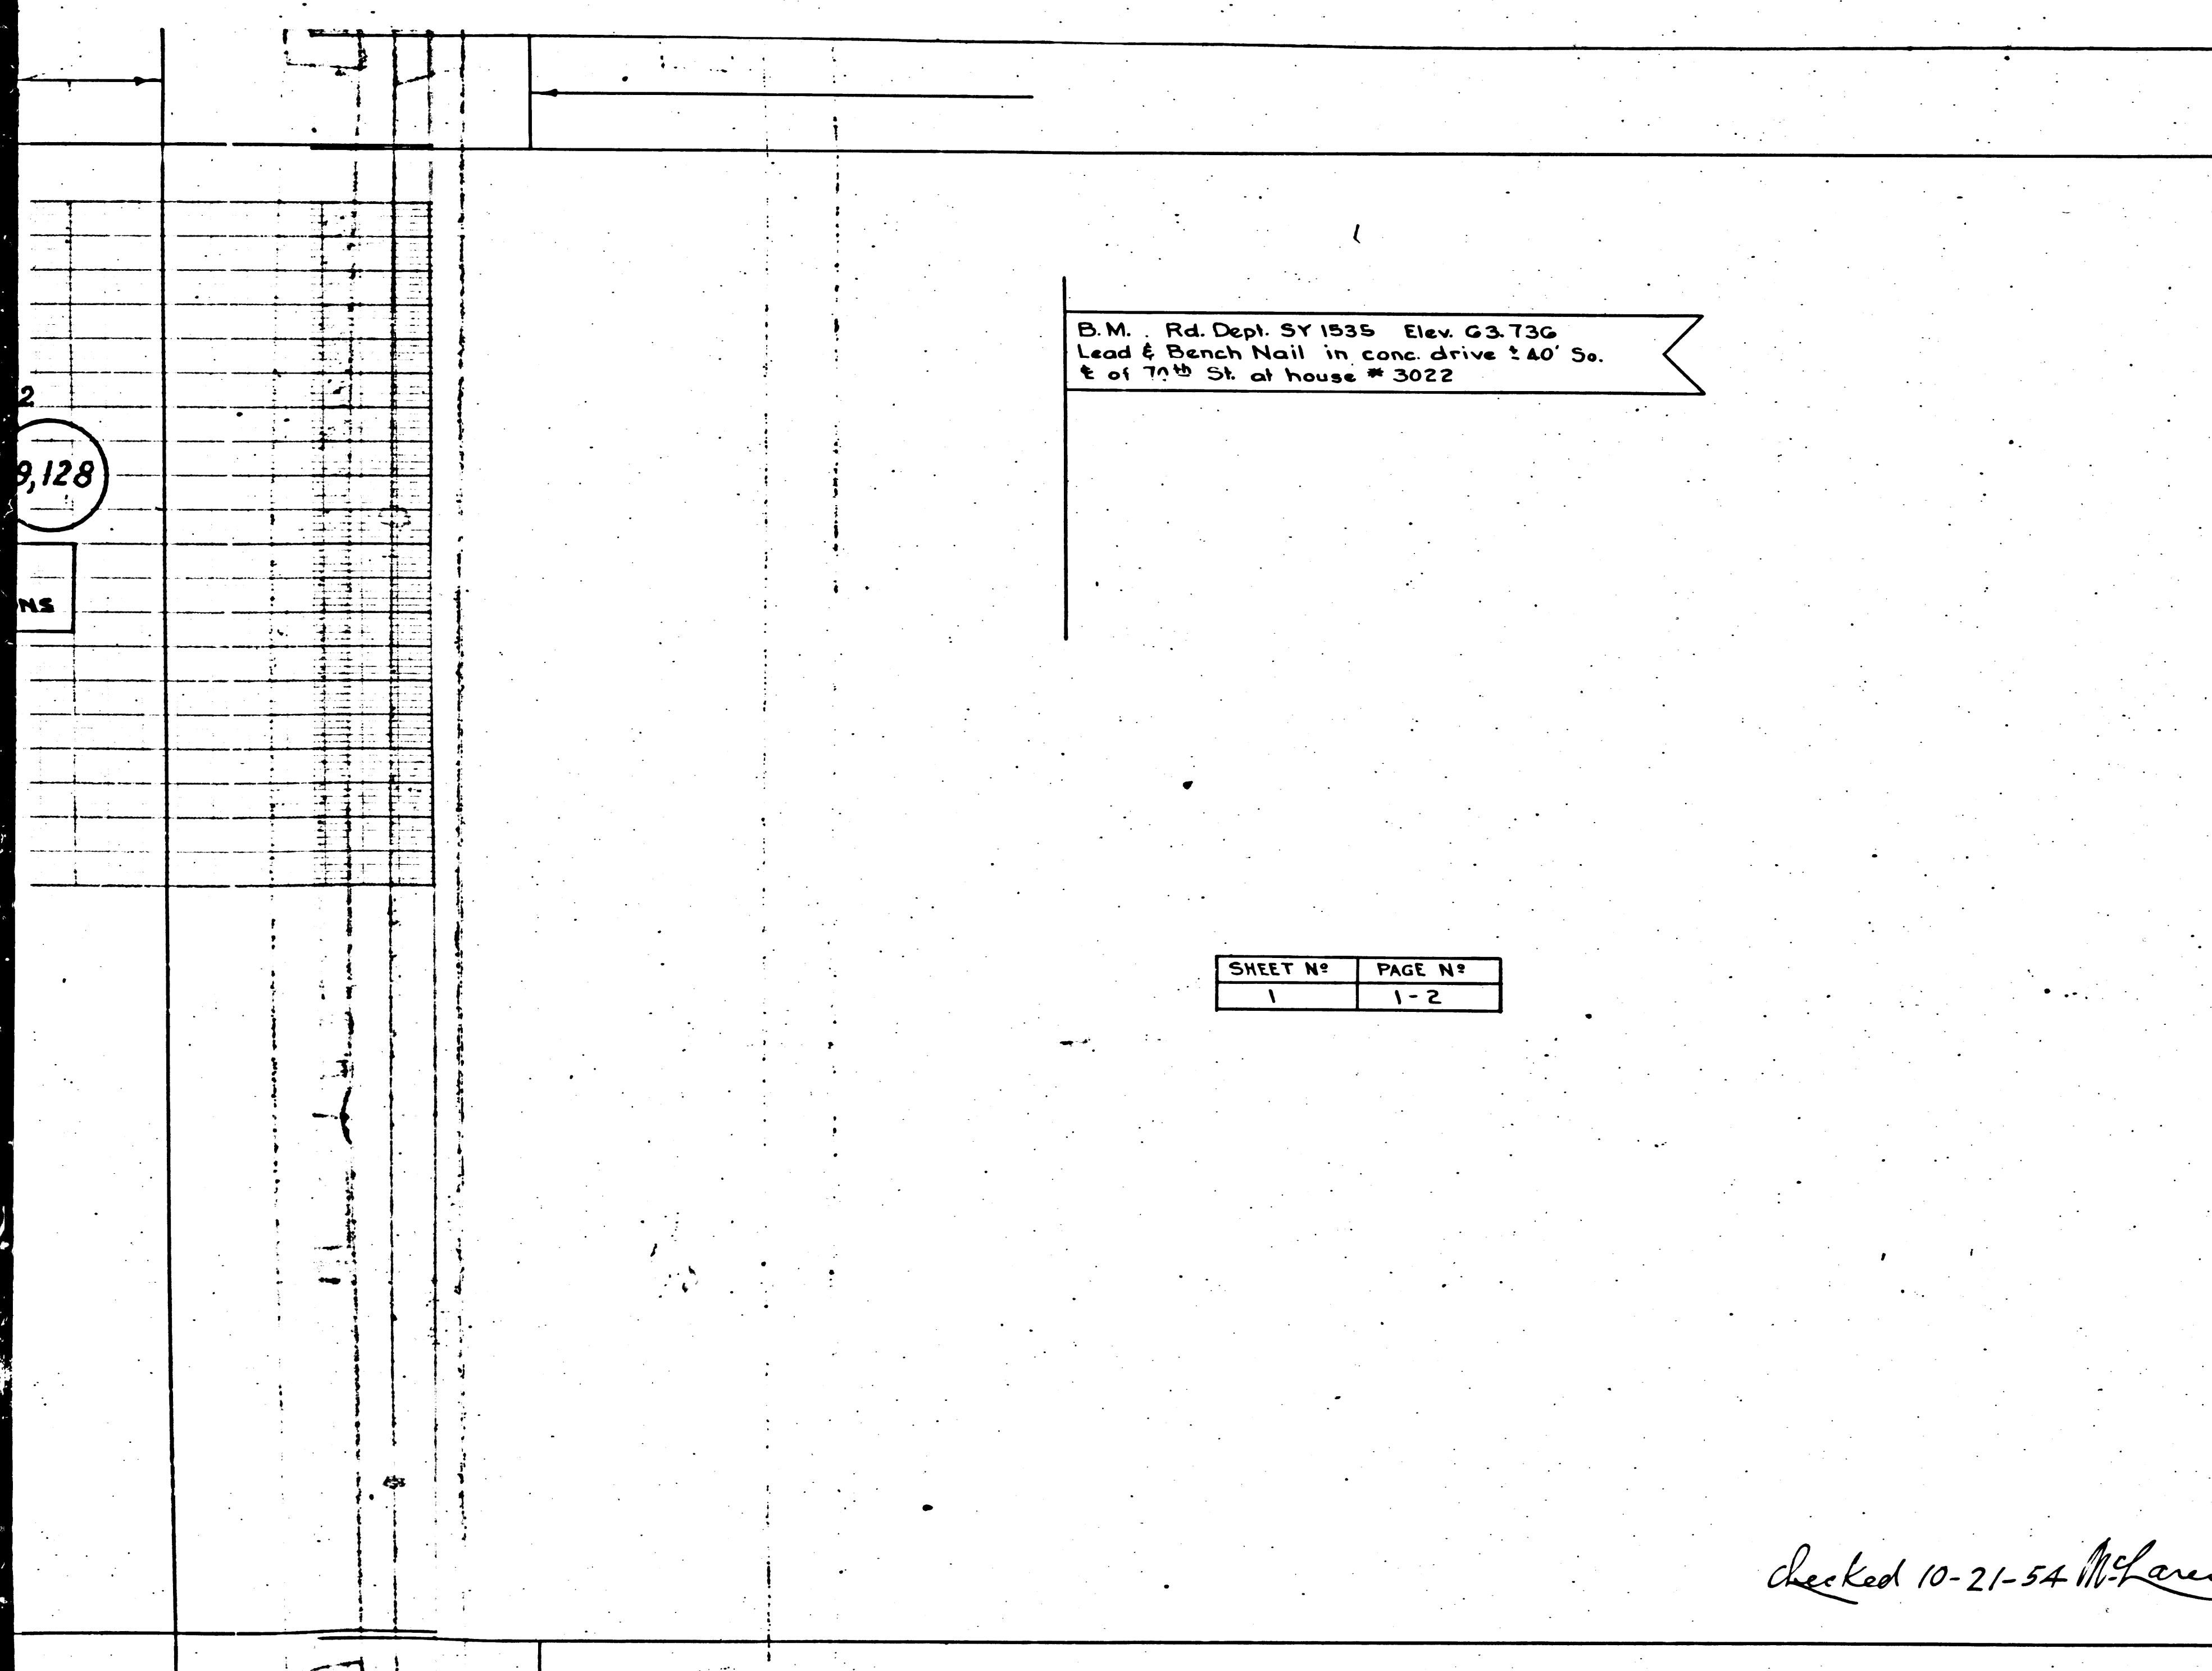 2
9,128
NS
B.M. . Rd. Dept. SY 1535 Elev. 63.736
Lead & Bench Nail in conc. drive ± 40' So.
℄ of 70th St. at house # 3022
SHEET Nº PAGE Nº
1 1-2
checked 10-21-54